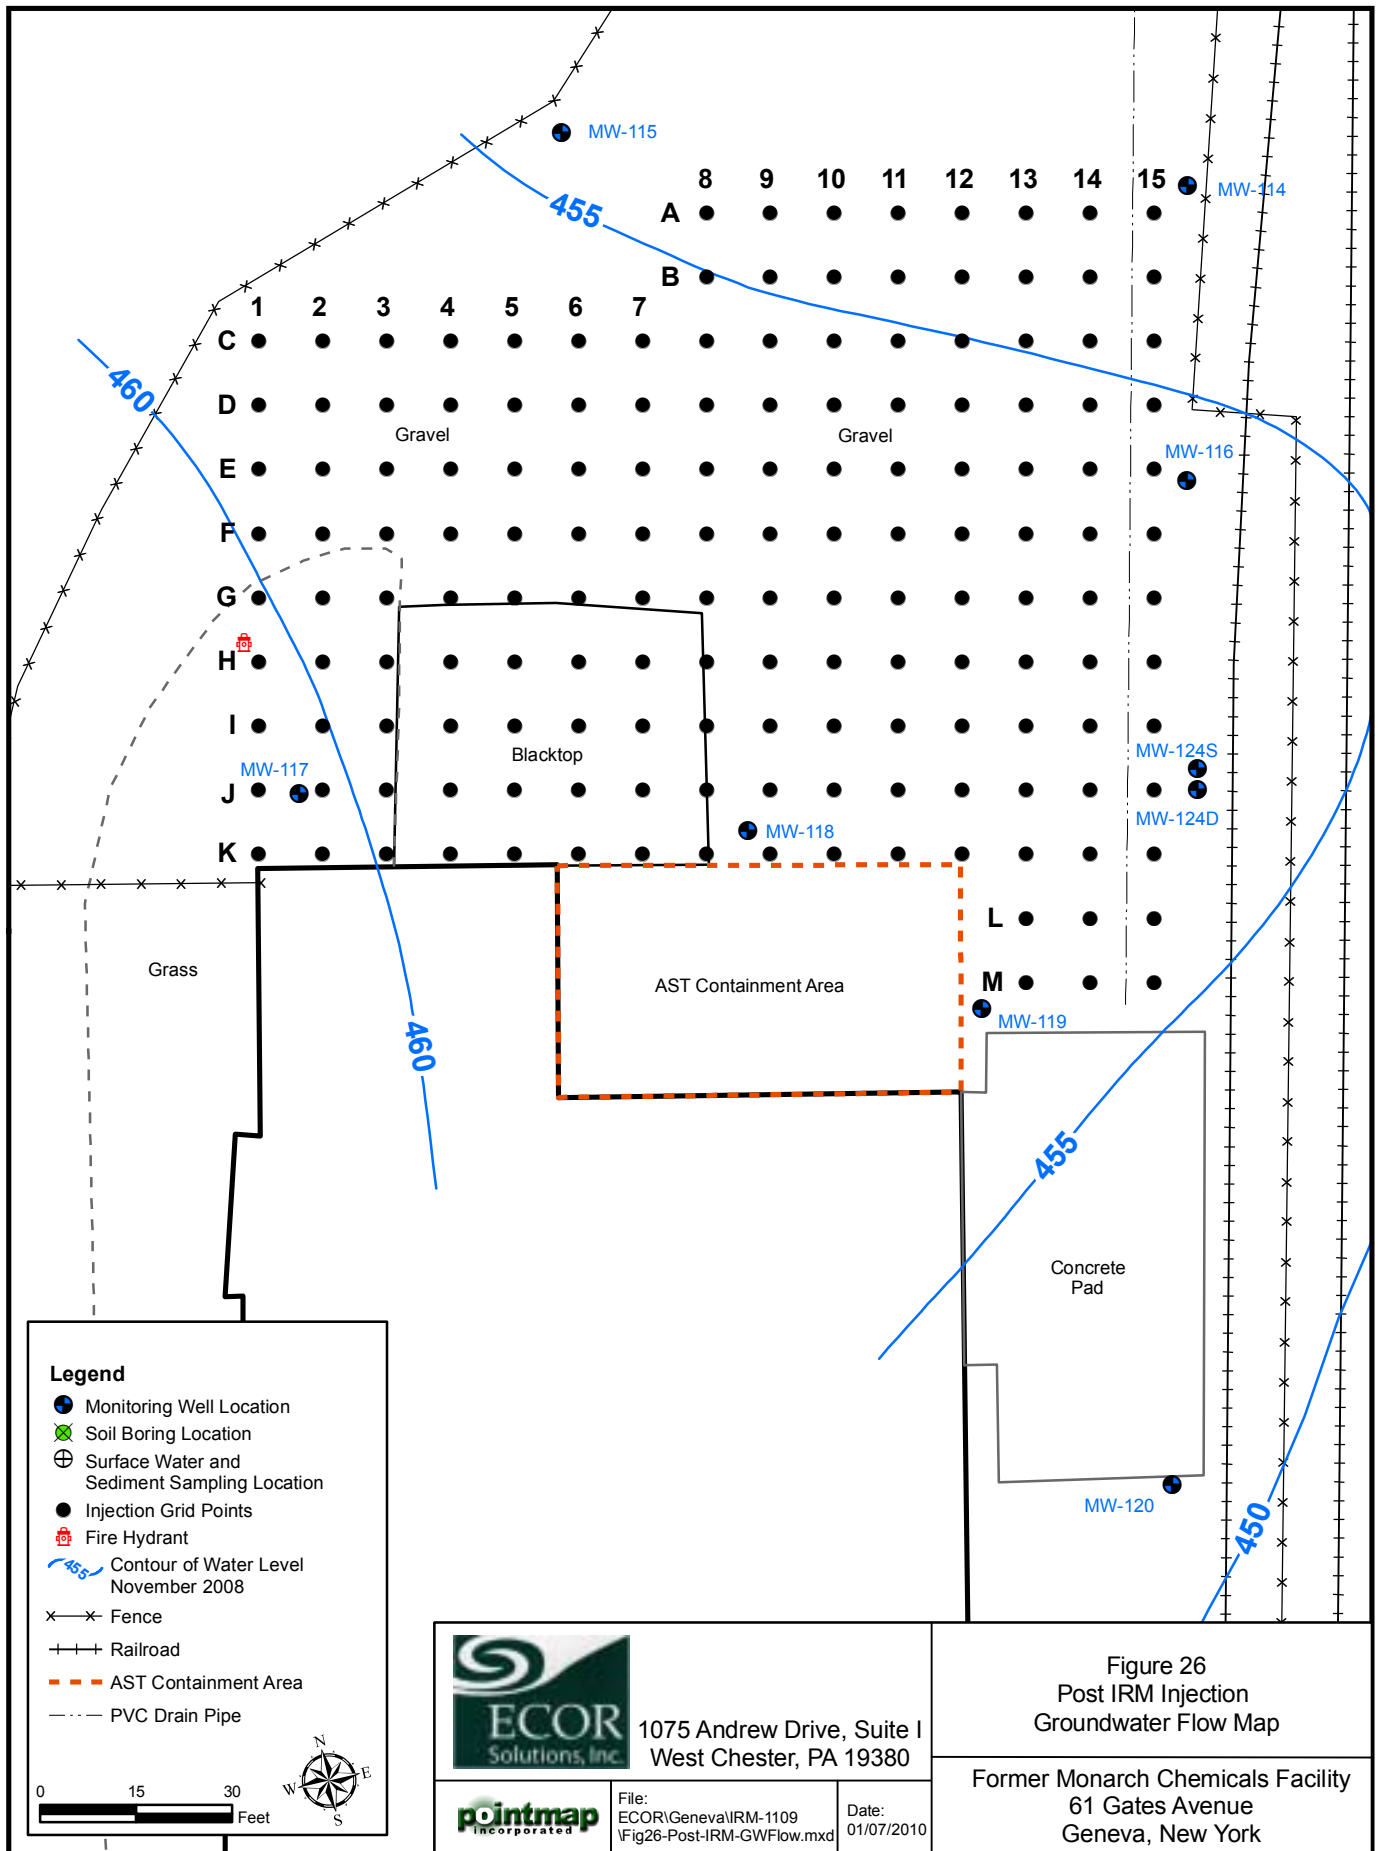 MW-115
8 9 10 11 12 13 14 15
MW-114
A
455
B
1 2 3 4 5 6 7
C
460
D
Gravel
Gravel
MW-116
E
F
G
H
I
MW-124S
Blacktop
MW-117
J
MW-124D
MW-118
K
L
Grass
AST Containment Area
M
MW-119
460
455
Concrete
Pad
MW-120
450
Legend
Monitoring Well Location
Soil Boring Location
Surface Water and
Sediment Sampling Location
Injection Grid Points
Fire Hydrant
455
Contour of Water Level
November 2008
Fence
Railroad
AST Containment Area
PVC Drain Pipe
N
W E
S
0 15 30
Feet
ECOR
Solutions, Inc.
1075 Andrew Drive, Suite I
West Chester, PA 19380
Figure 26
Post IRM Injection
Groundwater Flow Map
pointmap
incorporated
File:
ECOR\Geneva\IRM-1109
\Fig26-Post-IRM-GWFlow.mxd
Date:
01/07/2010
Former Monarch Chemicals Facility
61 Gates Avenue
Geneva, New York